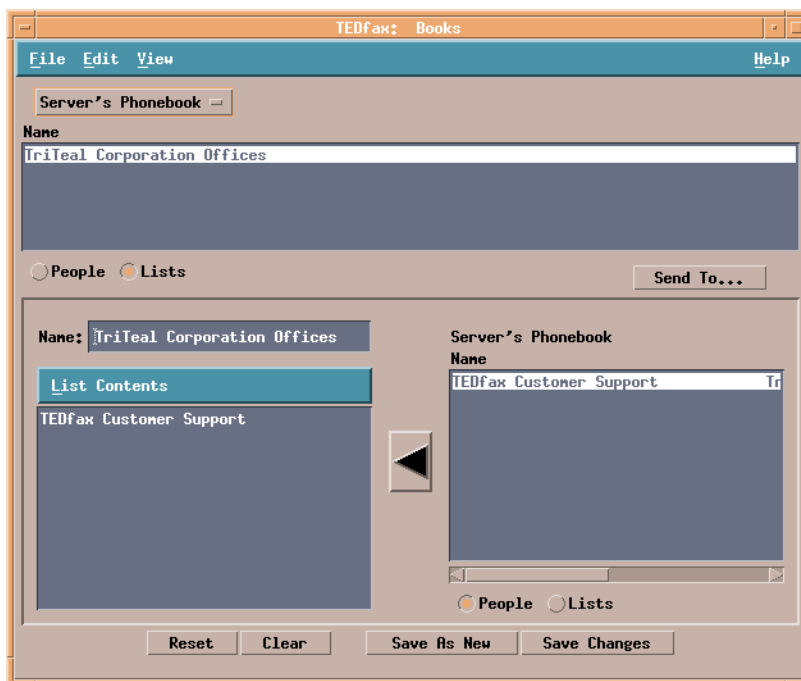 TEDfax: Books
File Edit View Help
Server's Phonebook
Name
TriTeal Corporation Offices
People Lists
Send To...
Name: TriTeal Corporation Offices
List Contents
TEDfax Customer Support
Server's Phonebook
Name
TEDfax Customer Support Tr
People Lists
Reset Clear Save As New Save Changes